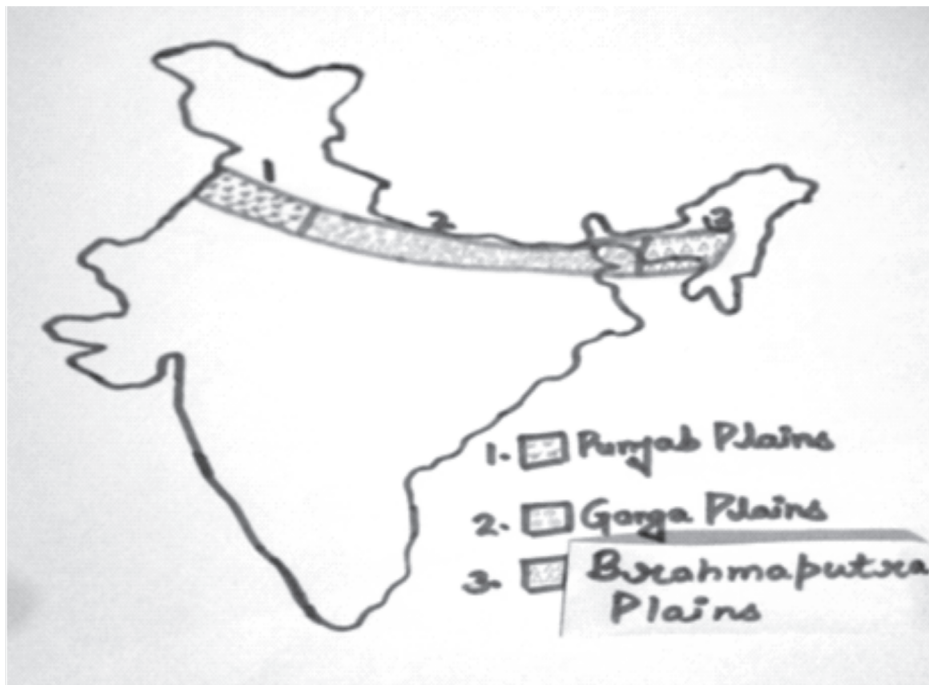 1
2
3
1. Punjab Plains
2. Ganga Plains
3. Brahmaputra
Plains